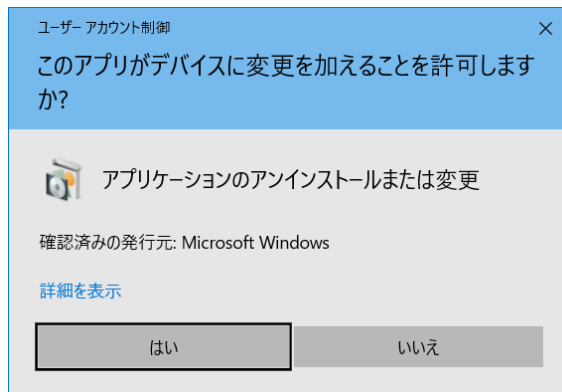 ユーザー アカウント制御
このアプリがデバイスに変更を加えることを許可します
か?
アプリケーションのアンインストールまたは変更
確認済みの発行元: Microsoft Windows
詳細を表示
はい
いいえ